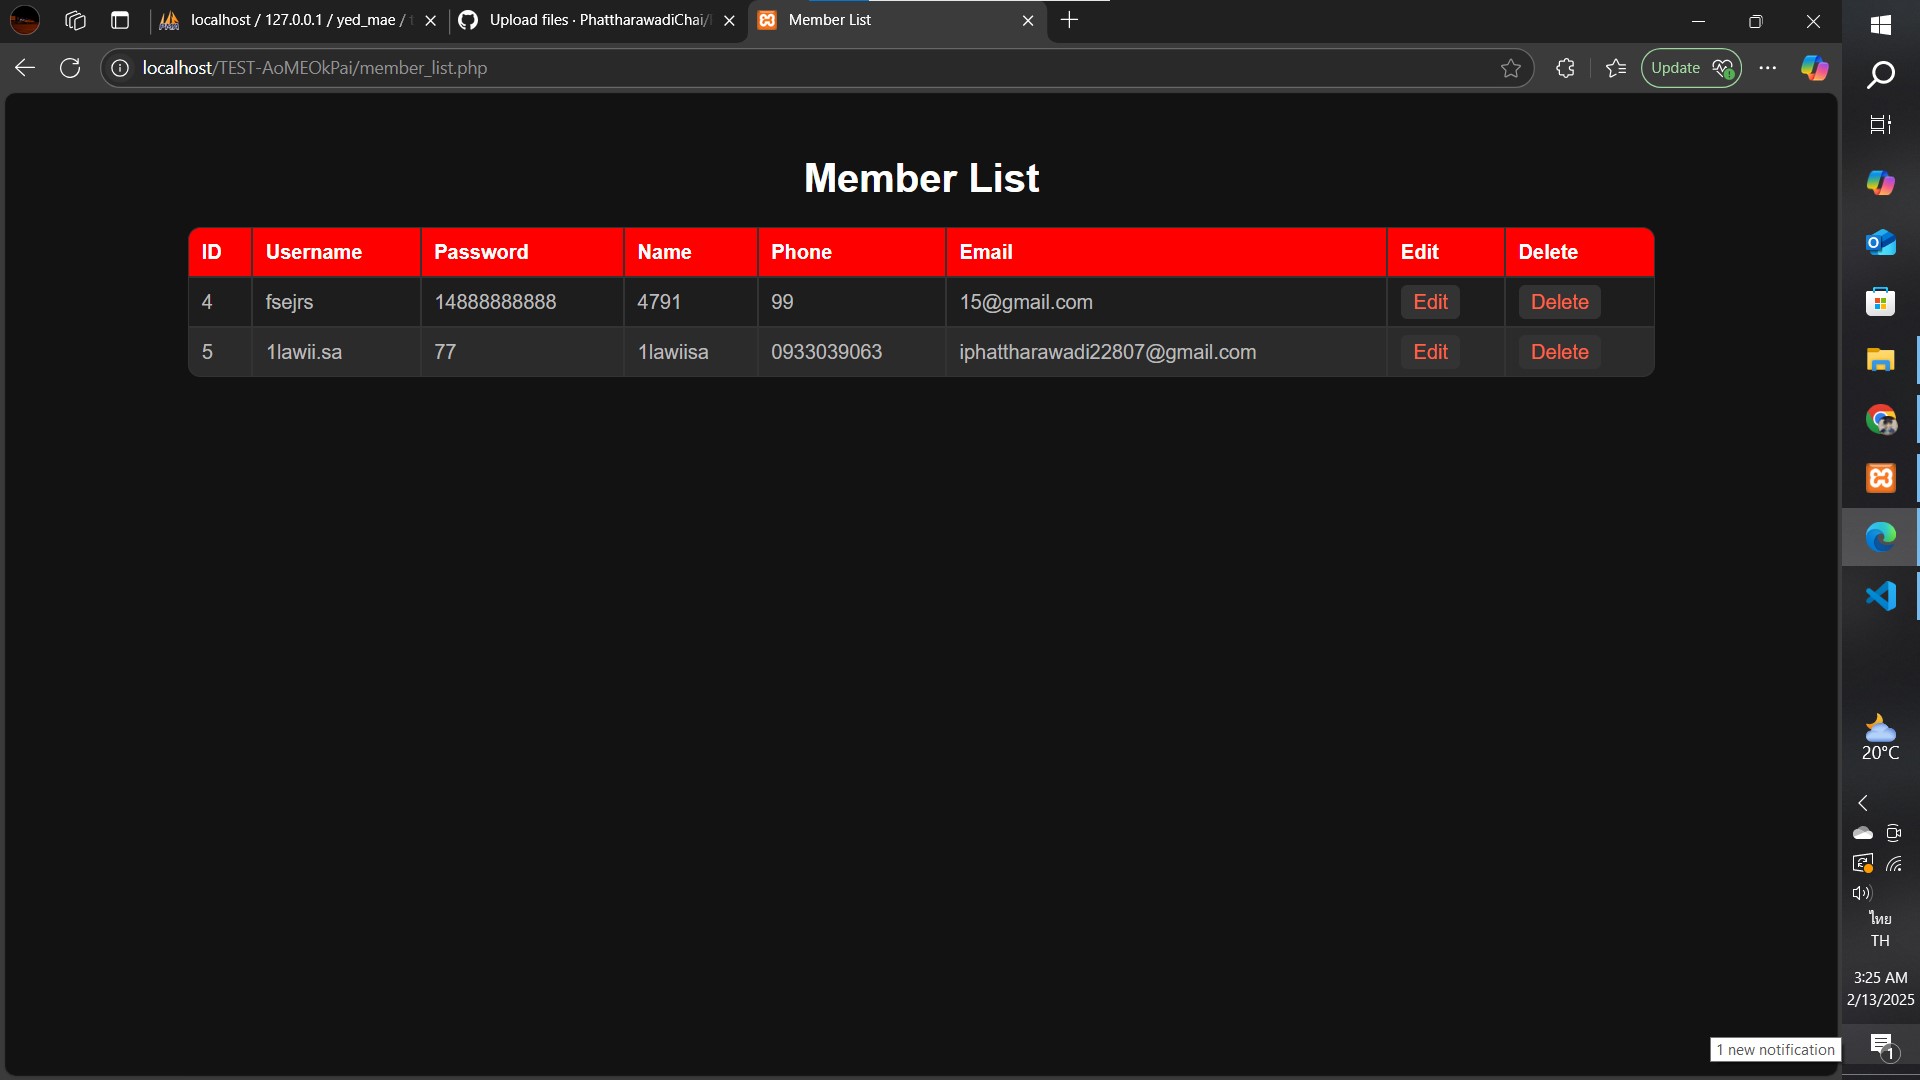 localhost / 127.0.0.1 / yed_mae /
Upload files · PhattharawadiChai/
Member List
localhost/TEST-AoMEOkPai/member_list.php
Update
Member List
ID Username Password Name Phone Email Edit Delete
4 fsejrs 14888888888 4791 99 15@gmail.com Edit Delete
5 1lawii.sa 77 1lawiisa 0933039063 iphattharawadi22807@gmail.com Edit Delete
20°C
ไทย
TH
3:25 AM
2/13/2025
1 new notification
1